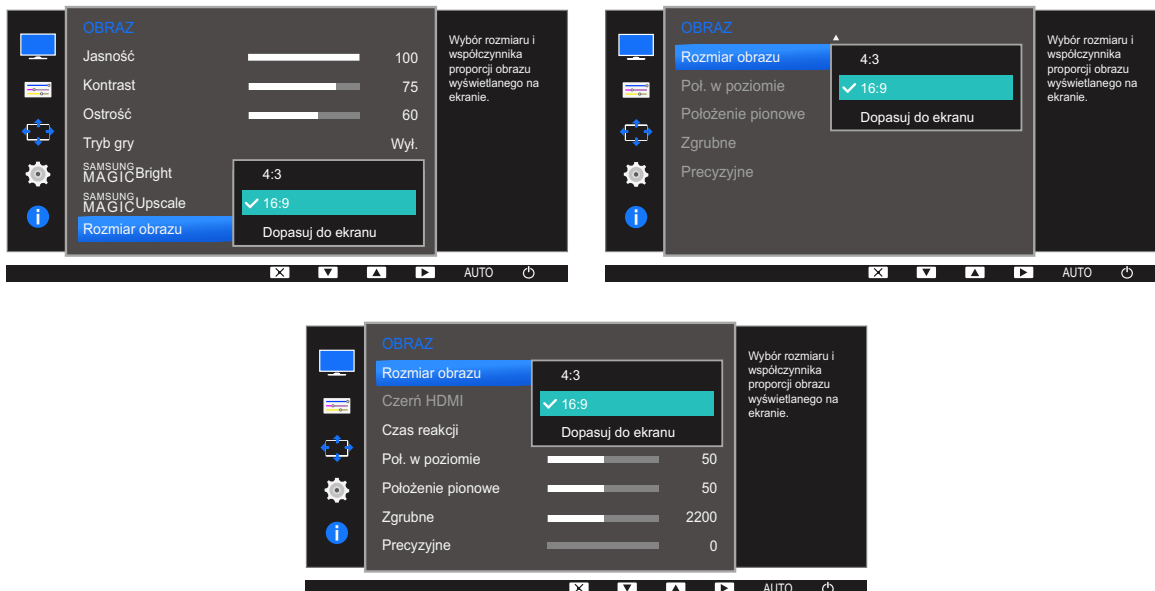 OBRAZ
Jasność 100
Kontrast 75
Ostrość 60
Tryb gry Wył.
SAMSUNG MAGIC Bright 4:3
SAMSUNG MAGIC Upscale 16:9
Rozmiar obrazu Dopasuj do ekranu
Wybór rozmiaru i
współczynnika
proporcji obrazu
wyświetlanego na
ekranie.
AUTO
OBRAZ
Rozmiar obrazu 4:3
Poł. w poziomie 16:9
Położenie pionowe Dopasuj do ekranu
Zgrubne
Precyzyjne
Wybór rozmiaru i
współczynnika
proporcji obrazu
wyświetlanego na
ekranie.
AUTO
OBRAZ
Rozmiar obrazu 4:3
Czerń HDMI 16:9
Czas reakcji Dopasuj do ekranu
Poł. w poziomie 50
Położenie pionowe 50
Zgrubne 2200
Precyzyjne 0
Wybór rozmiaru i
współczynnika
proporcji obrazu
wyświetlanego na
ekranie.
AUTO